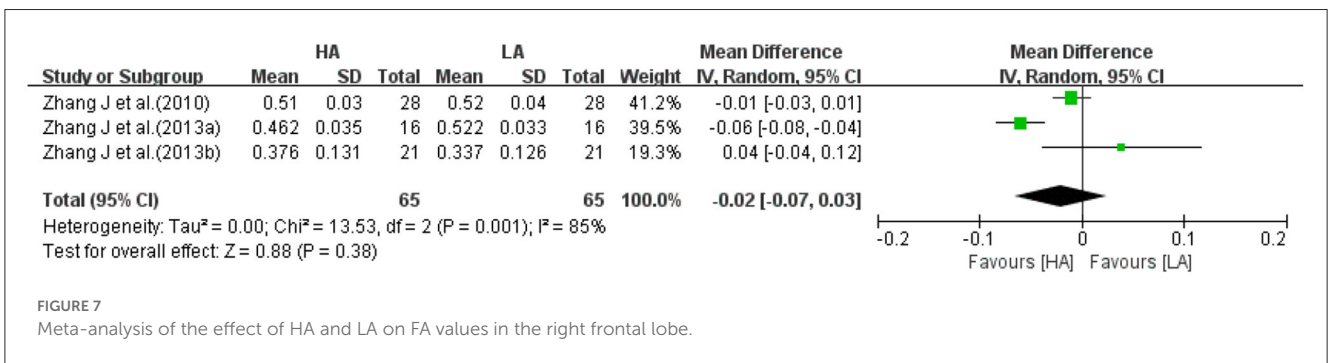 HA LA Mean Difference Mean Difference
Study or Subgroup Mean SD Total Mean SD Total Weight IV, Random, 95% CI IV, Random, 95% CI
Zhang J et al.(2010) 0.51 0.03 28 0.52 0.04 28 41.2% -0.01 [-0.03, 0.01]
Zhang J et al.(2013a) 0.462 0.035 16 0.522 0.033 16 39.5% -0.06 [-0.08, -0.04]
Zhang J et al.(2013b) 0.376 0.131 21 0.337 0.126 21 19.3% 0.04 [-0.04, 0.12]
Total (95% CI) 65 65 100.0% -0.02 [-0.07, 0.03]
Heterogeneity: Tau² = 0.00; Chi² = 13.53, df = 2 (P = 0.001); I² = 85%
Test for overall effect: Z = 0.88 (P = 0.38)
-0.2 -0.1 0 0.1 0.2
Favours [HA] Favours [LA]
FIGURE 7
Meta-analysis of the effect of HA and LA on FA values in the right frontal lobe.